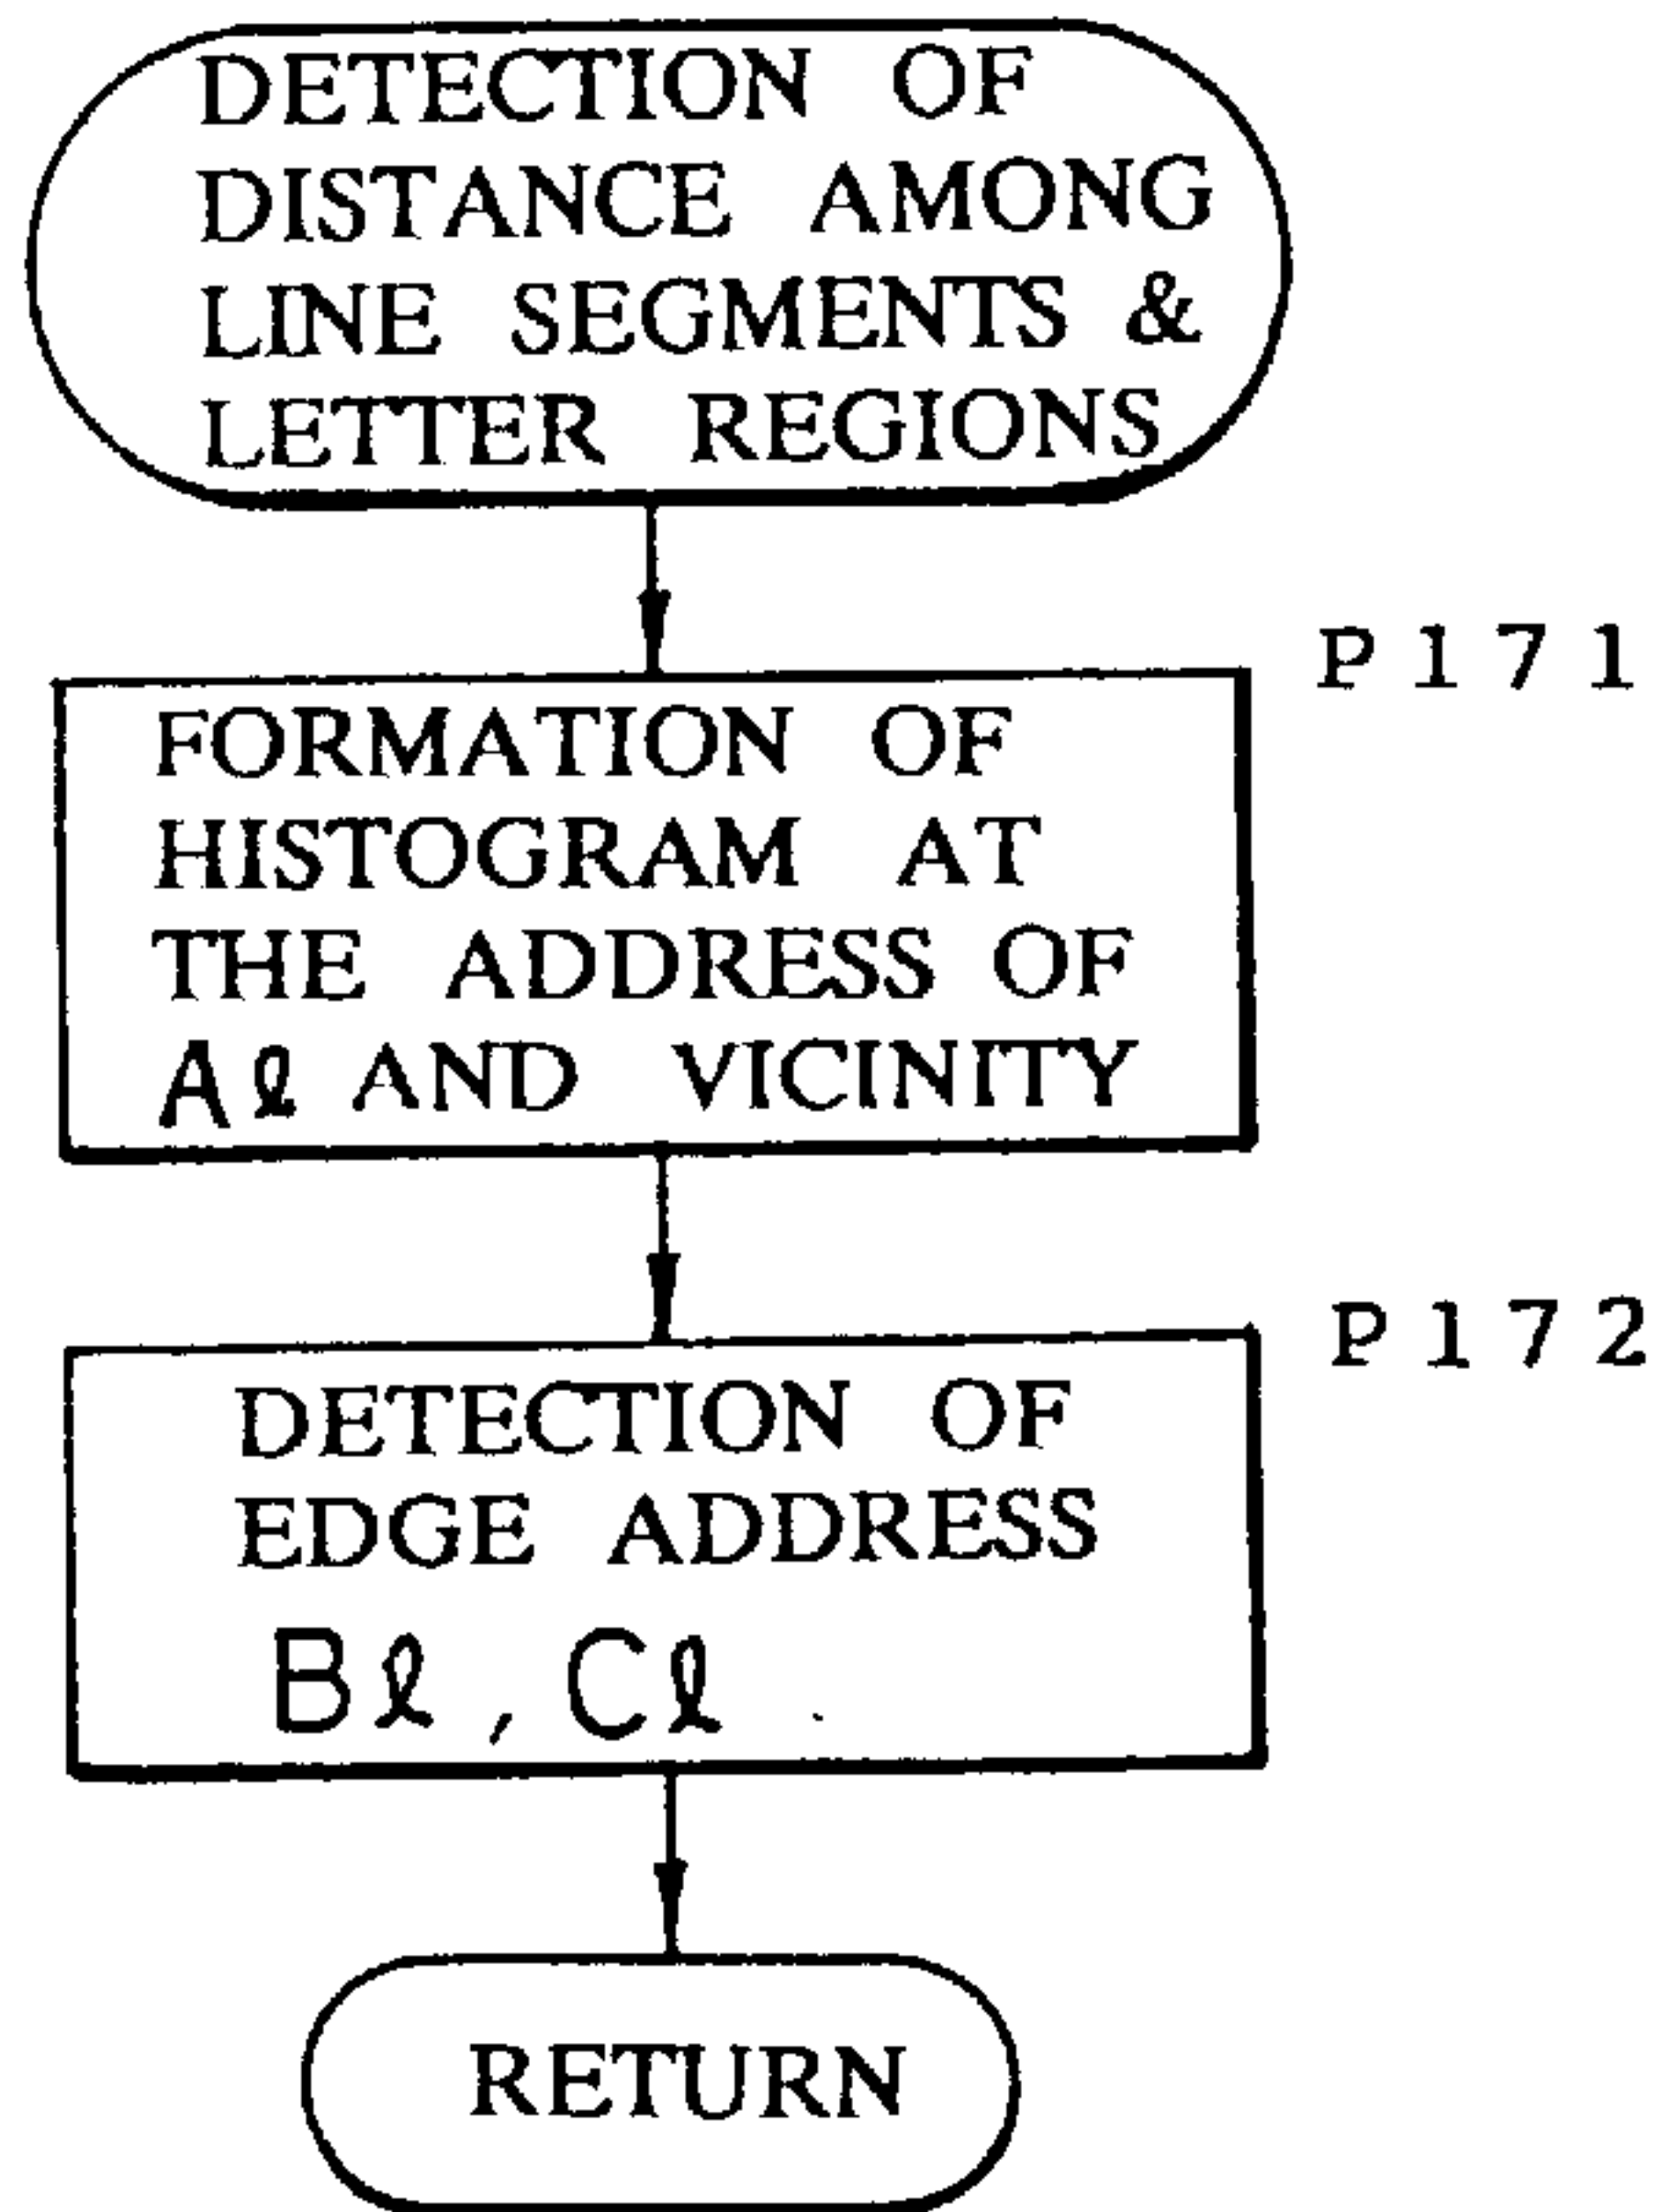 DETECTION OF
DISTANCE AMONG
LINE SEGMENTS &
LETTER REGIONS
P171
FORMATION OF
HISTOGRAM AT
THE ADDRESS OF
Aℓ AND VICINITY
P172
DETECTION OF
EDGE ADDRESS
Bℓ, Cℓ
RETURN